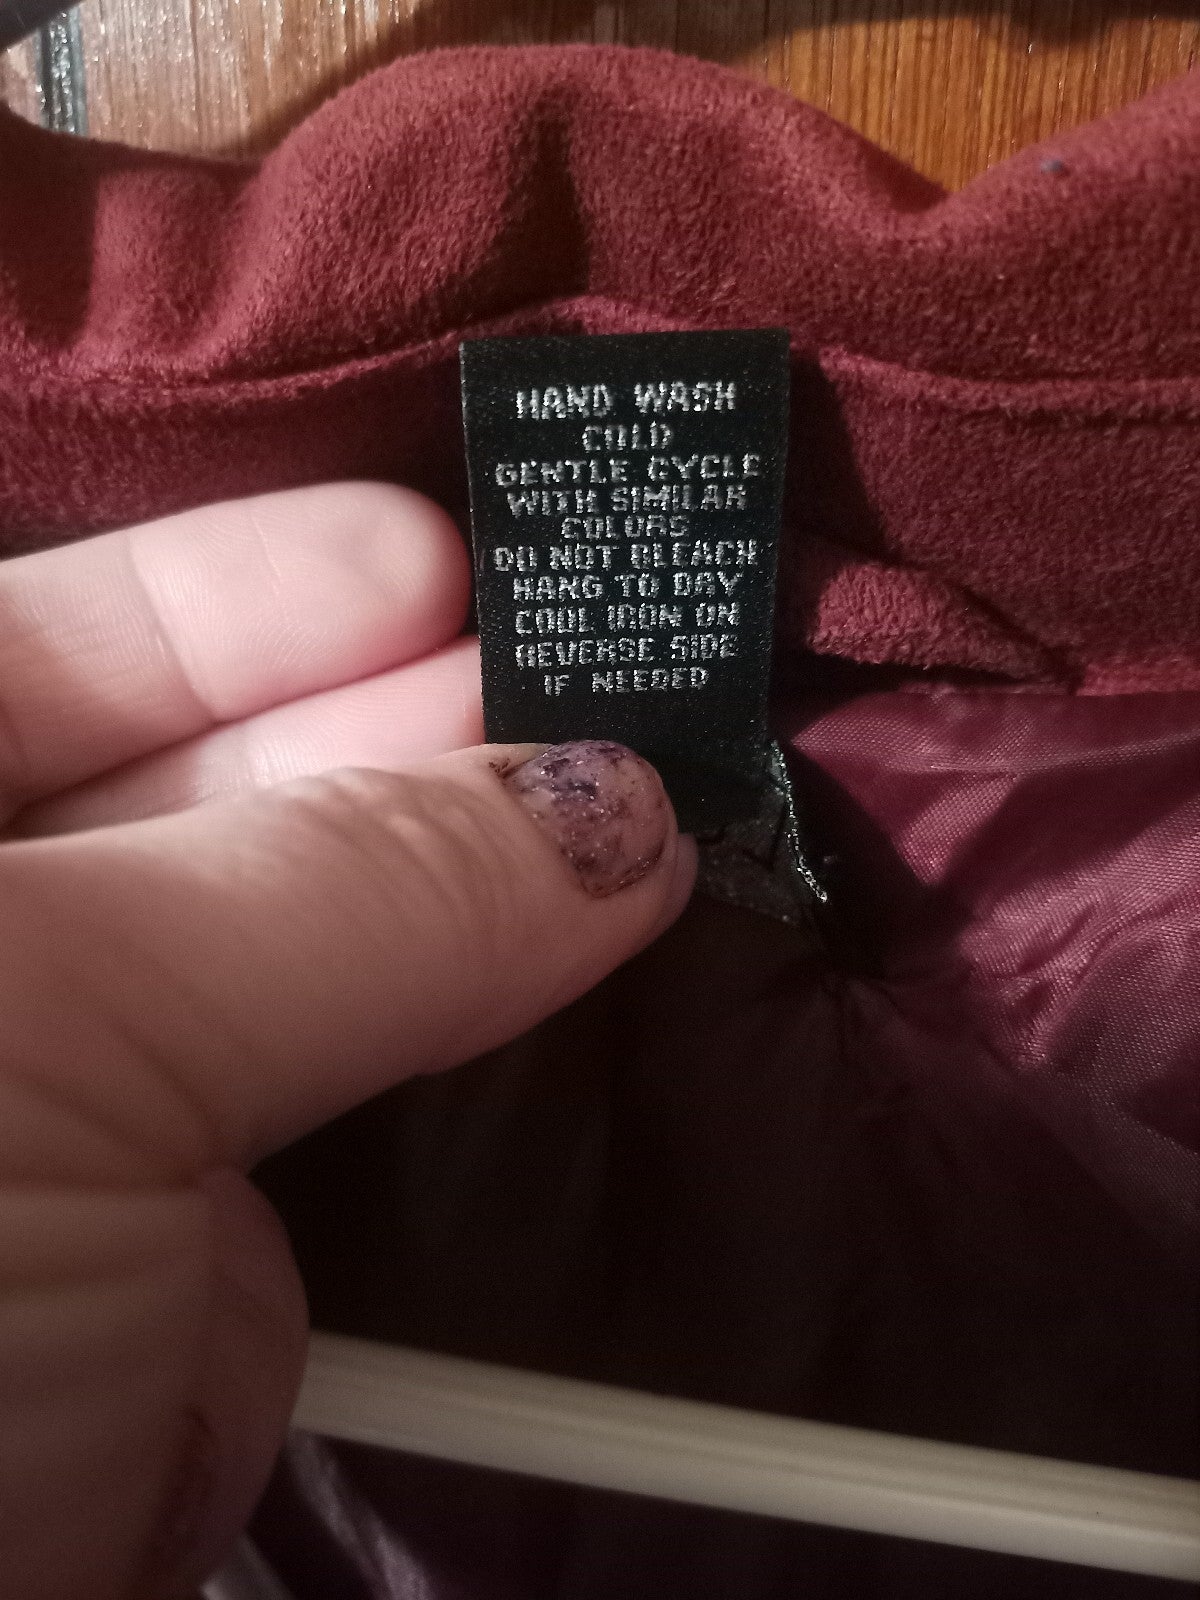 HAND WASH
COLD
GENTLE CYCLE
WITH SIMILAR
COLORS
DO NOT BLEACH
HANG TO DRY
COOL IRON ON
REVERSE SIDE
IF NEEDED